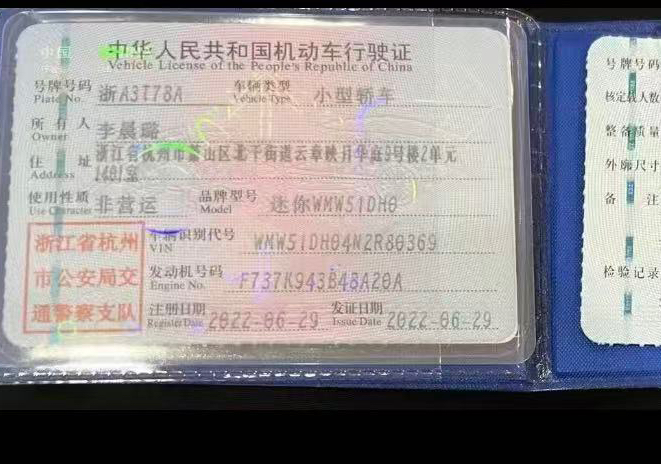 中华人民共和国机动车行驶证
Vehicle License of the People's Republic of China
号牌号码 浙A3T78A 车辆类型 小型轿车
Plate No. Vehicle Type
所有人 李晨璐
Owner
住址 浙江省杭州市萧山区北干街道云章映月华庭9号楼2单元
Address 1401室
使用性质 非营运 品牌型号 迷你WMW51DH0
Use Character Model
浙江省杭州
市公安局交
通警察支队
车辆识别代号 WMW51DH04N2R80369
VIN
发动机号码 F737K943B48A20A
Engine No.
注册日期 2022-06-29 发证日期 2022-06-29
Register Date Issue Date
号牌号码
核定载人数
整备质量
外廓尺寸
备注
检验记录